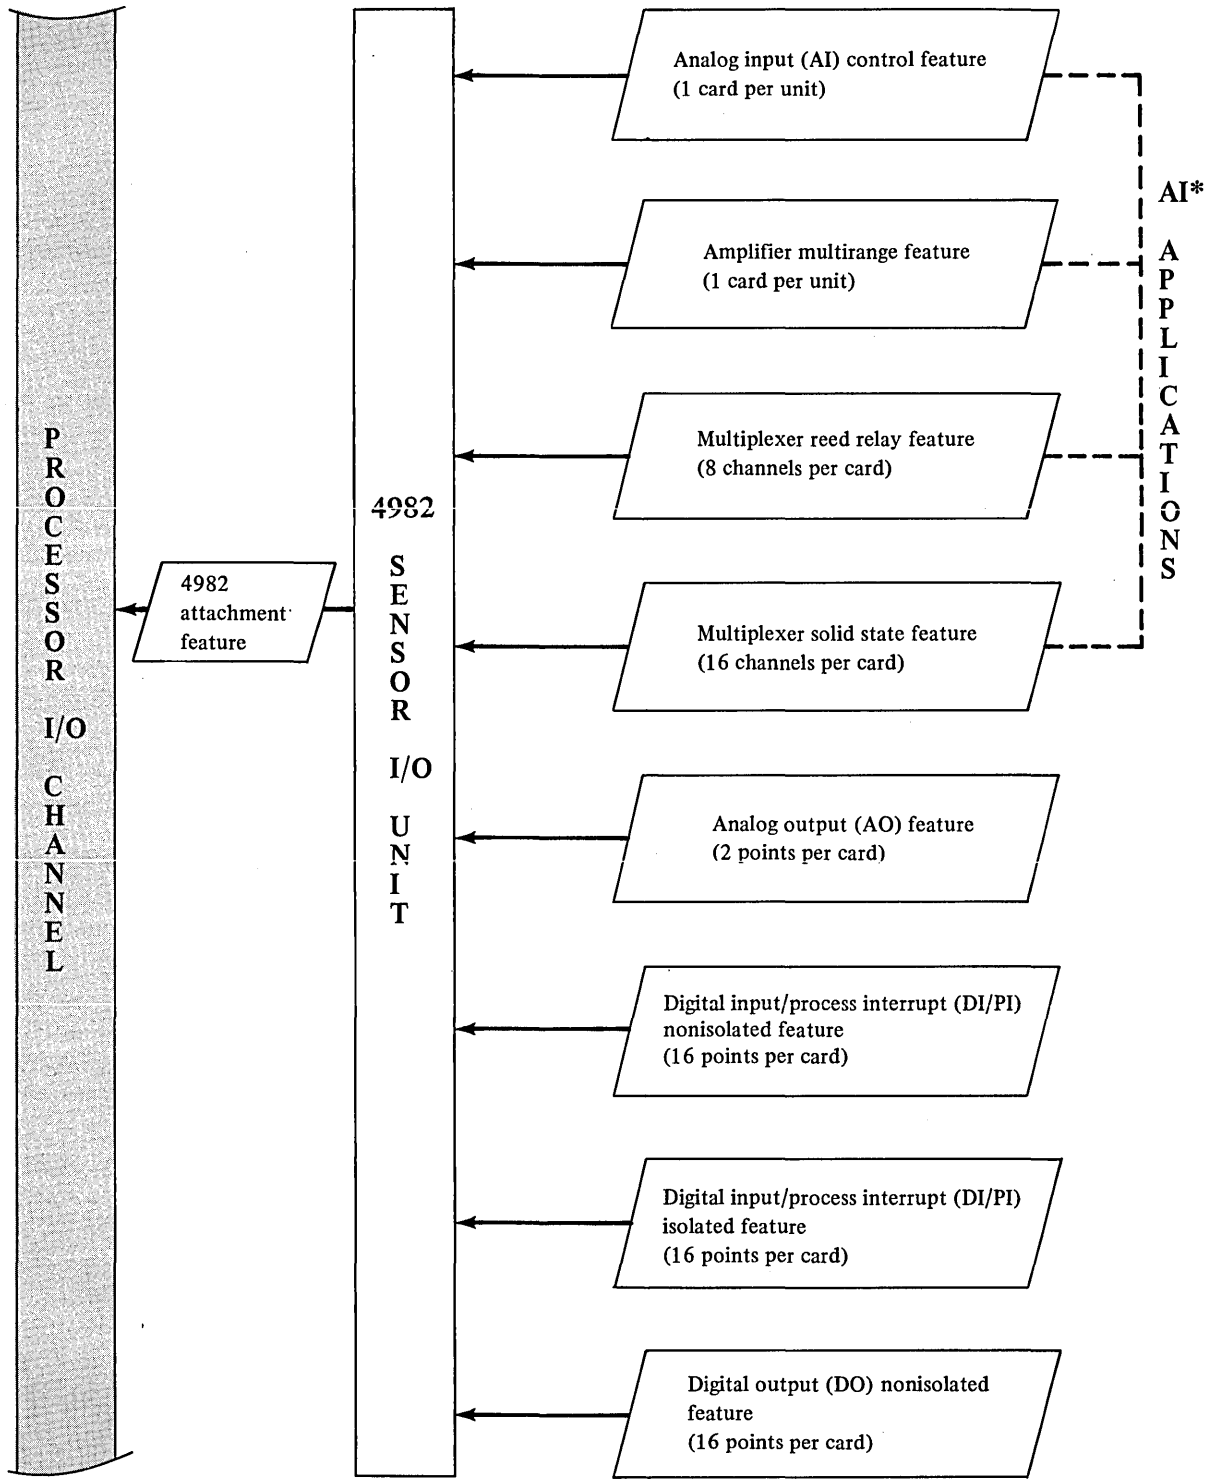 PROCESSOR I/O CHANNEL
4982
attachment
feature
4982 SENSOR I/O UNIT
Analog input (AI) control feature
(1 card per unit)
Amplifier multirange feature
(1 card per unit)
Multiplexer reed relay feature
(8 channels per card)
Multiplexer solid state feature
(16 channels per card)
Analog output (AO) feature
(2 points per card)
Digital input/process interrupt (DI/PI)
nonisolated feature
(16 points per card)
Digital input/process interrupt (DI/PI)
isolated feature
(16 points per card)
Digital output (DO) nonisolated
feature
(16 points per card)
AI* APPLICATIONS